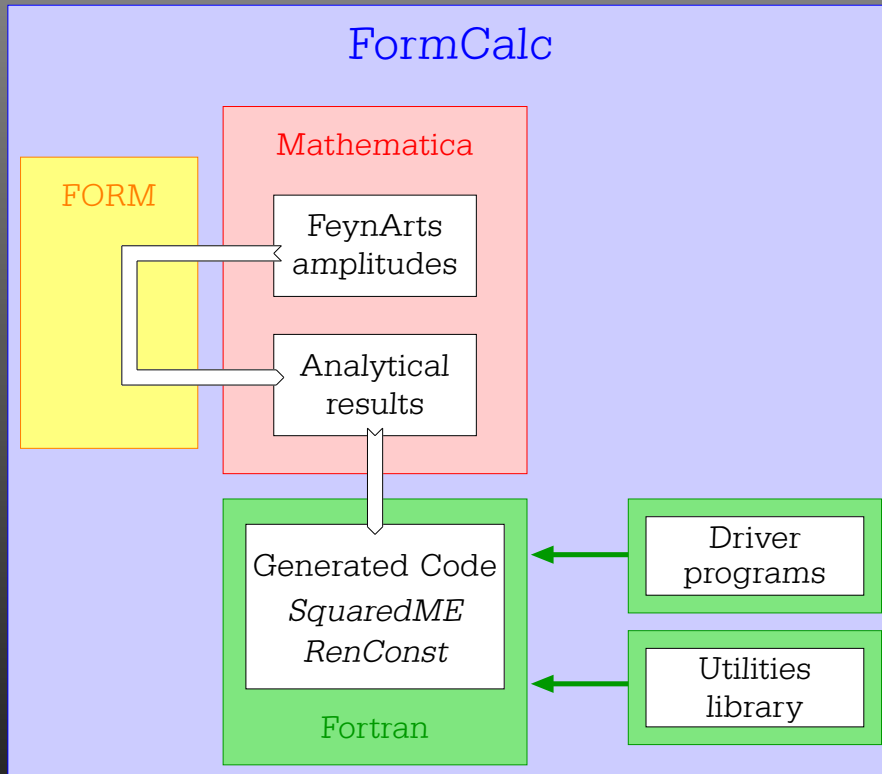 FormCalc
Mathematica
FORM
FeynArts
amplitudes
Analytical
results
Generated Code
SquaredME
RenConst
Fortran
Driver
programs
Utilities
library